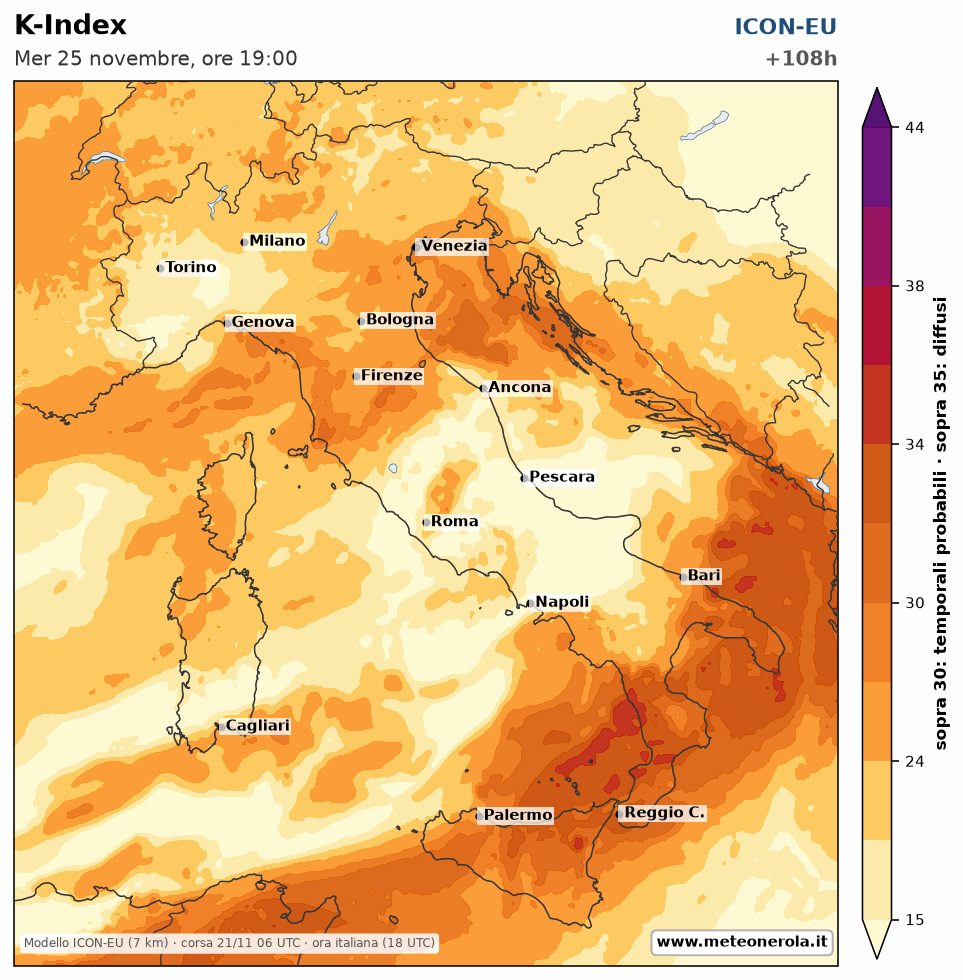 K-Index
ICON-EU
Mer 25 novembre, ore 19:00
+108h
44
Milano
Venezia
Torino
38
Genova
Bologna
Firenze
Ancona
34
Pescara
Roma
Bari
Napoli
30
Cagliari
24
Palermo
Reggio C.
15
sopra 30: temporali probabili · sopra 35: diffusi
Modello ICON-EU (7 km) · corsa 21/11 06 UTC · ora italiana (18 UTC)
www.meteonerola.it